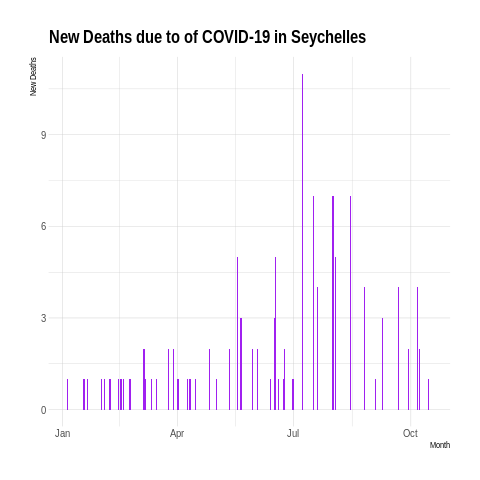 New Deaths due to of COVID-19 in Seychelles
New Deaths
9
6
3
0
Jan Apr Jul Oct
Month